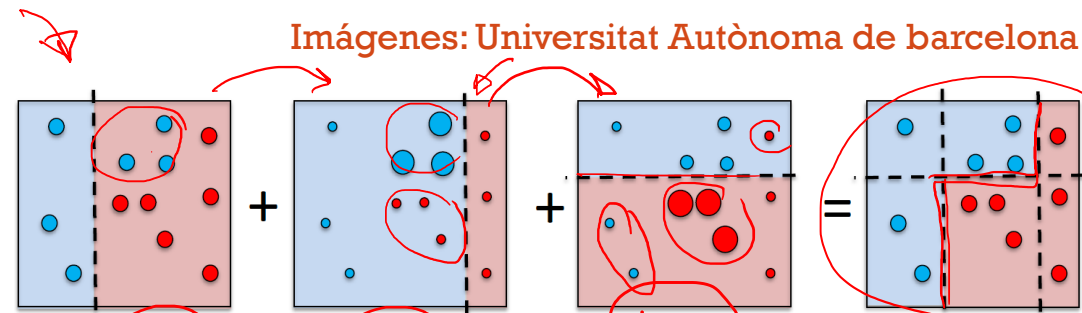 Imágenes: Universitat Autònoma de barcelona
+ + =